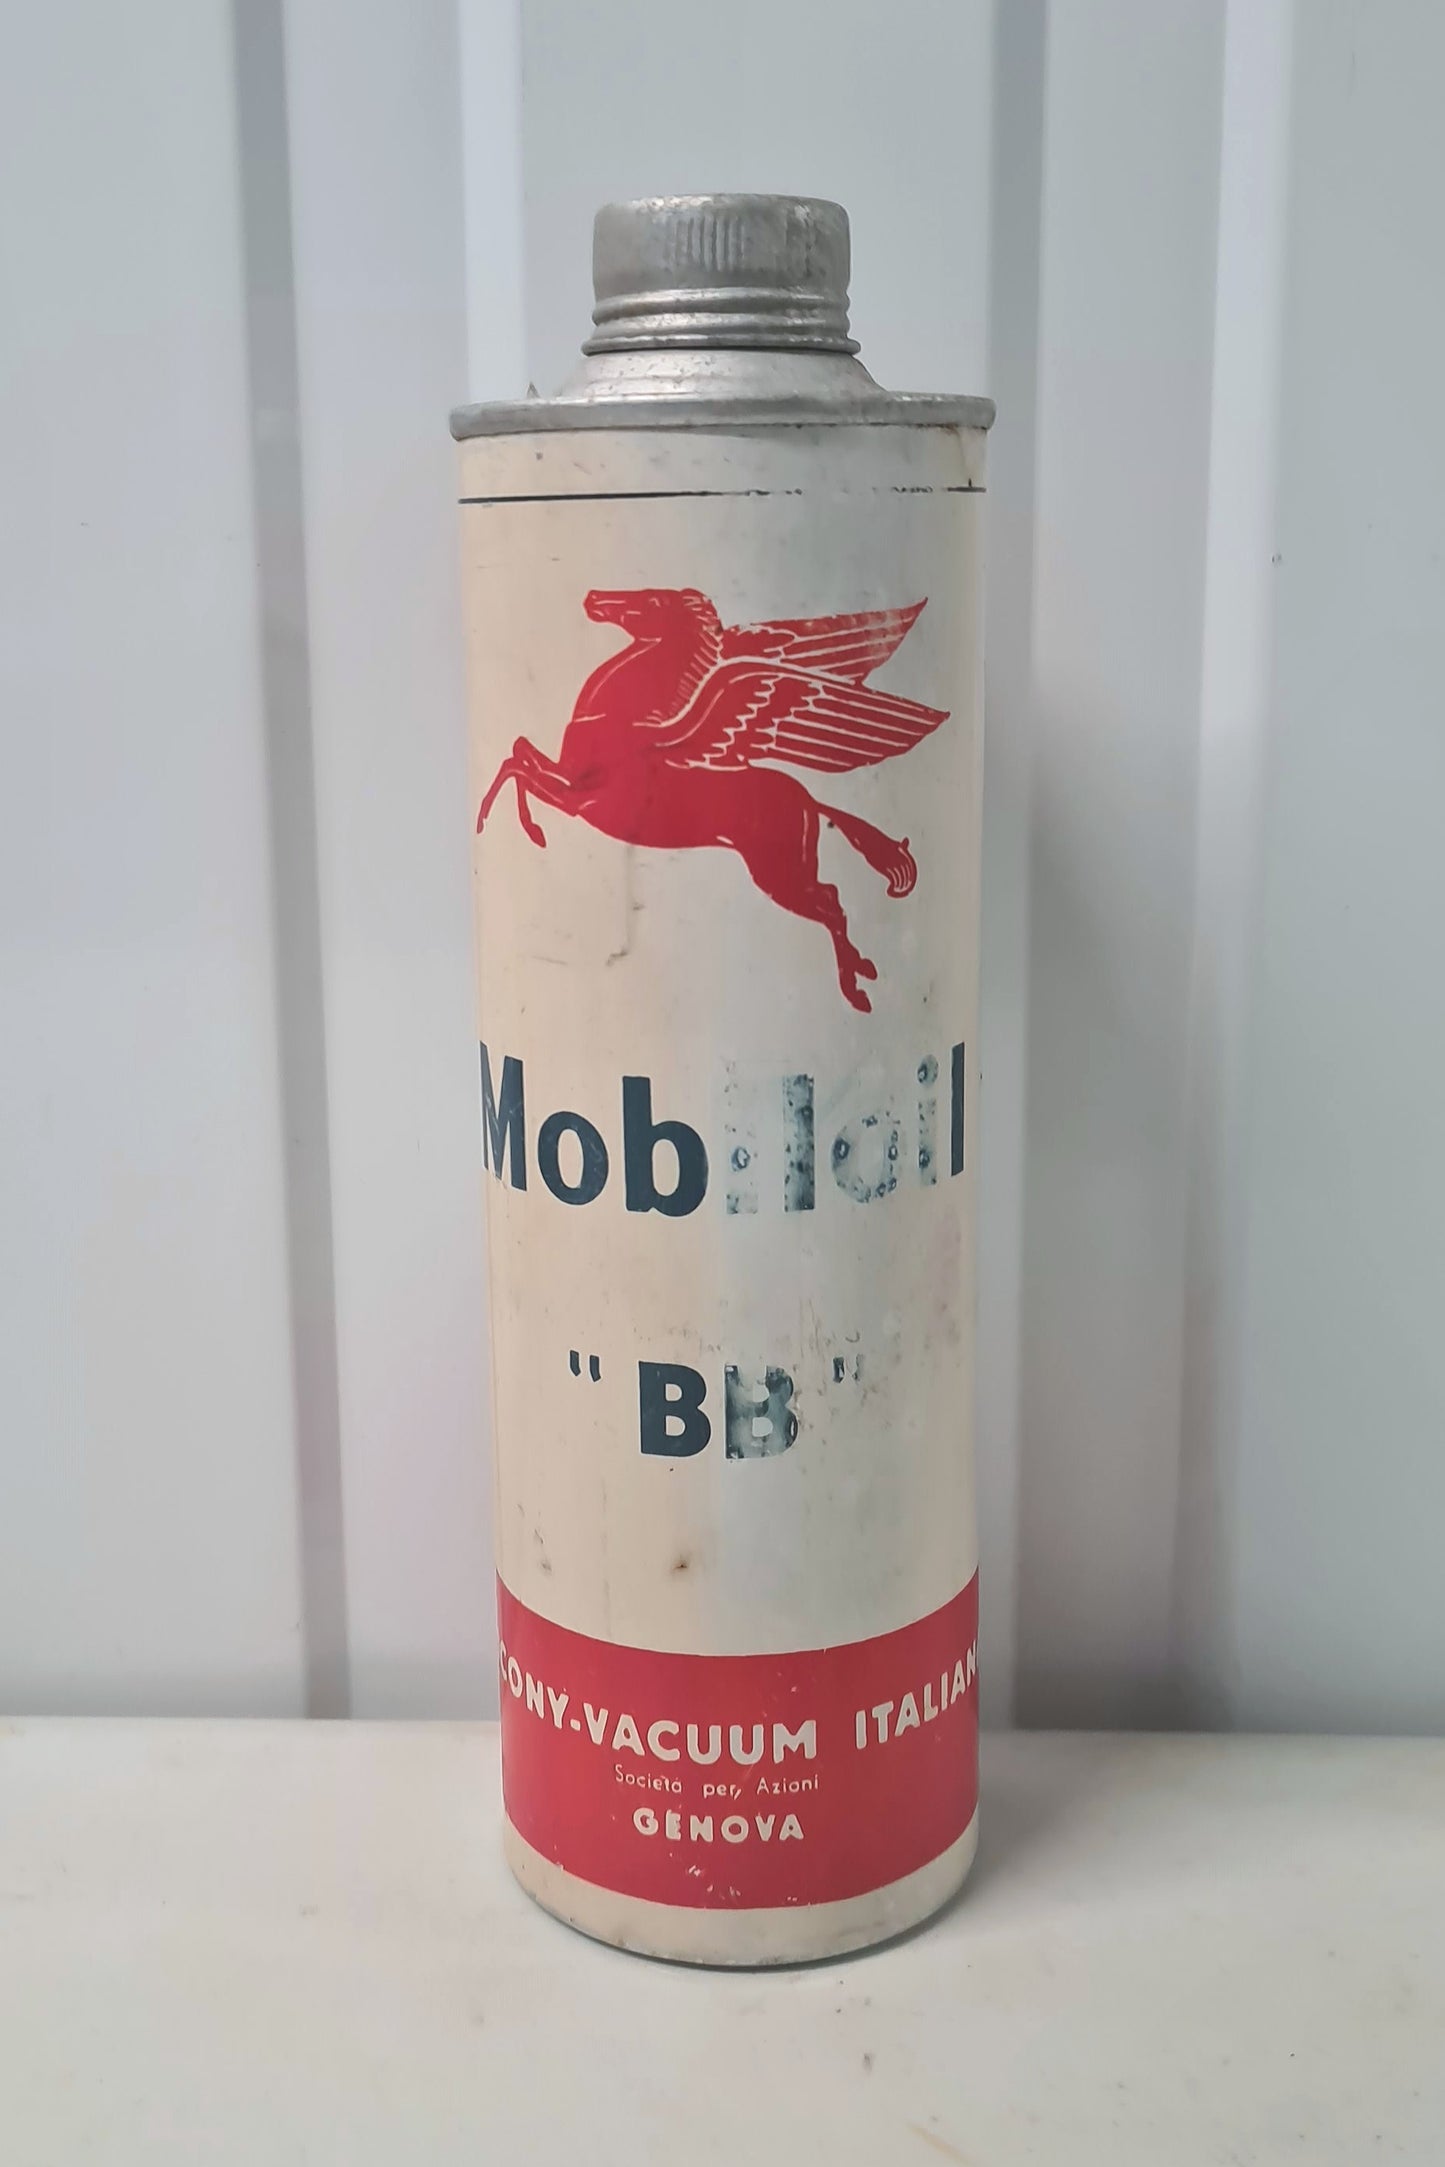 Mobiloil
"BB"
CONY-VACUUM ITALIAN
Società per Azioni
GENOVA